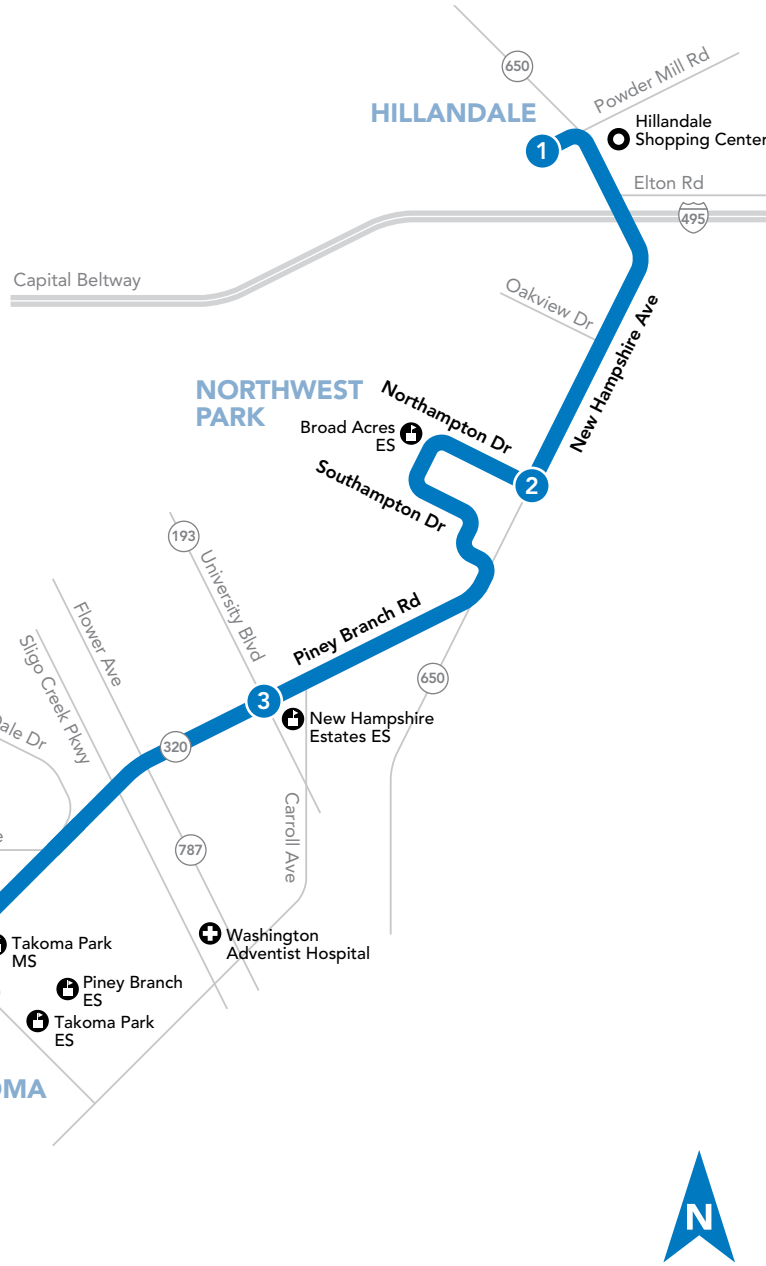 650
Powder Mill Rd
HILLANDALE
Hillandale
Shopping Center
1
Elton Rd
495
Capital Beltway
Oakview Dr
New Hampshire Ave
NORTHWEST
PARK
Northampton Dr
Broad Acres
ES
Southampton Dr
2
193
University Blvd
Flower Ave
Sligo Creek Pkwy
Piney Branch Rd
650
3
New Hampshire
Estates ES
320
Dr
Carroll Ave
787
Washington
Adventist Hospital
Takoma Park
MS
Piney Branch
ES
Takoma Park
ES
OMA
N